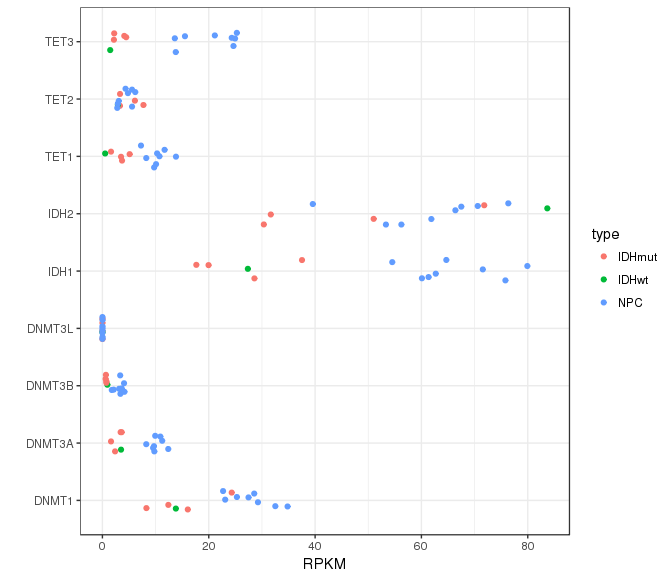 TET3
TET2
TET1
IDH2
IDH1
DNMT3L
DNMT3B
DNMT3A
DNMT1
0 20 40 60 80
RPKM
type
IDHmut
IDHwt
NPC